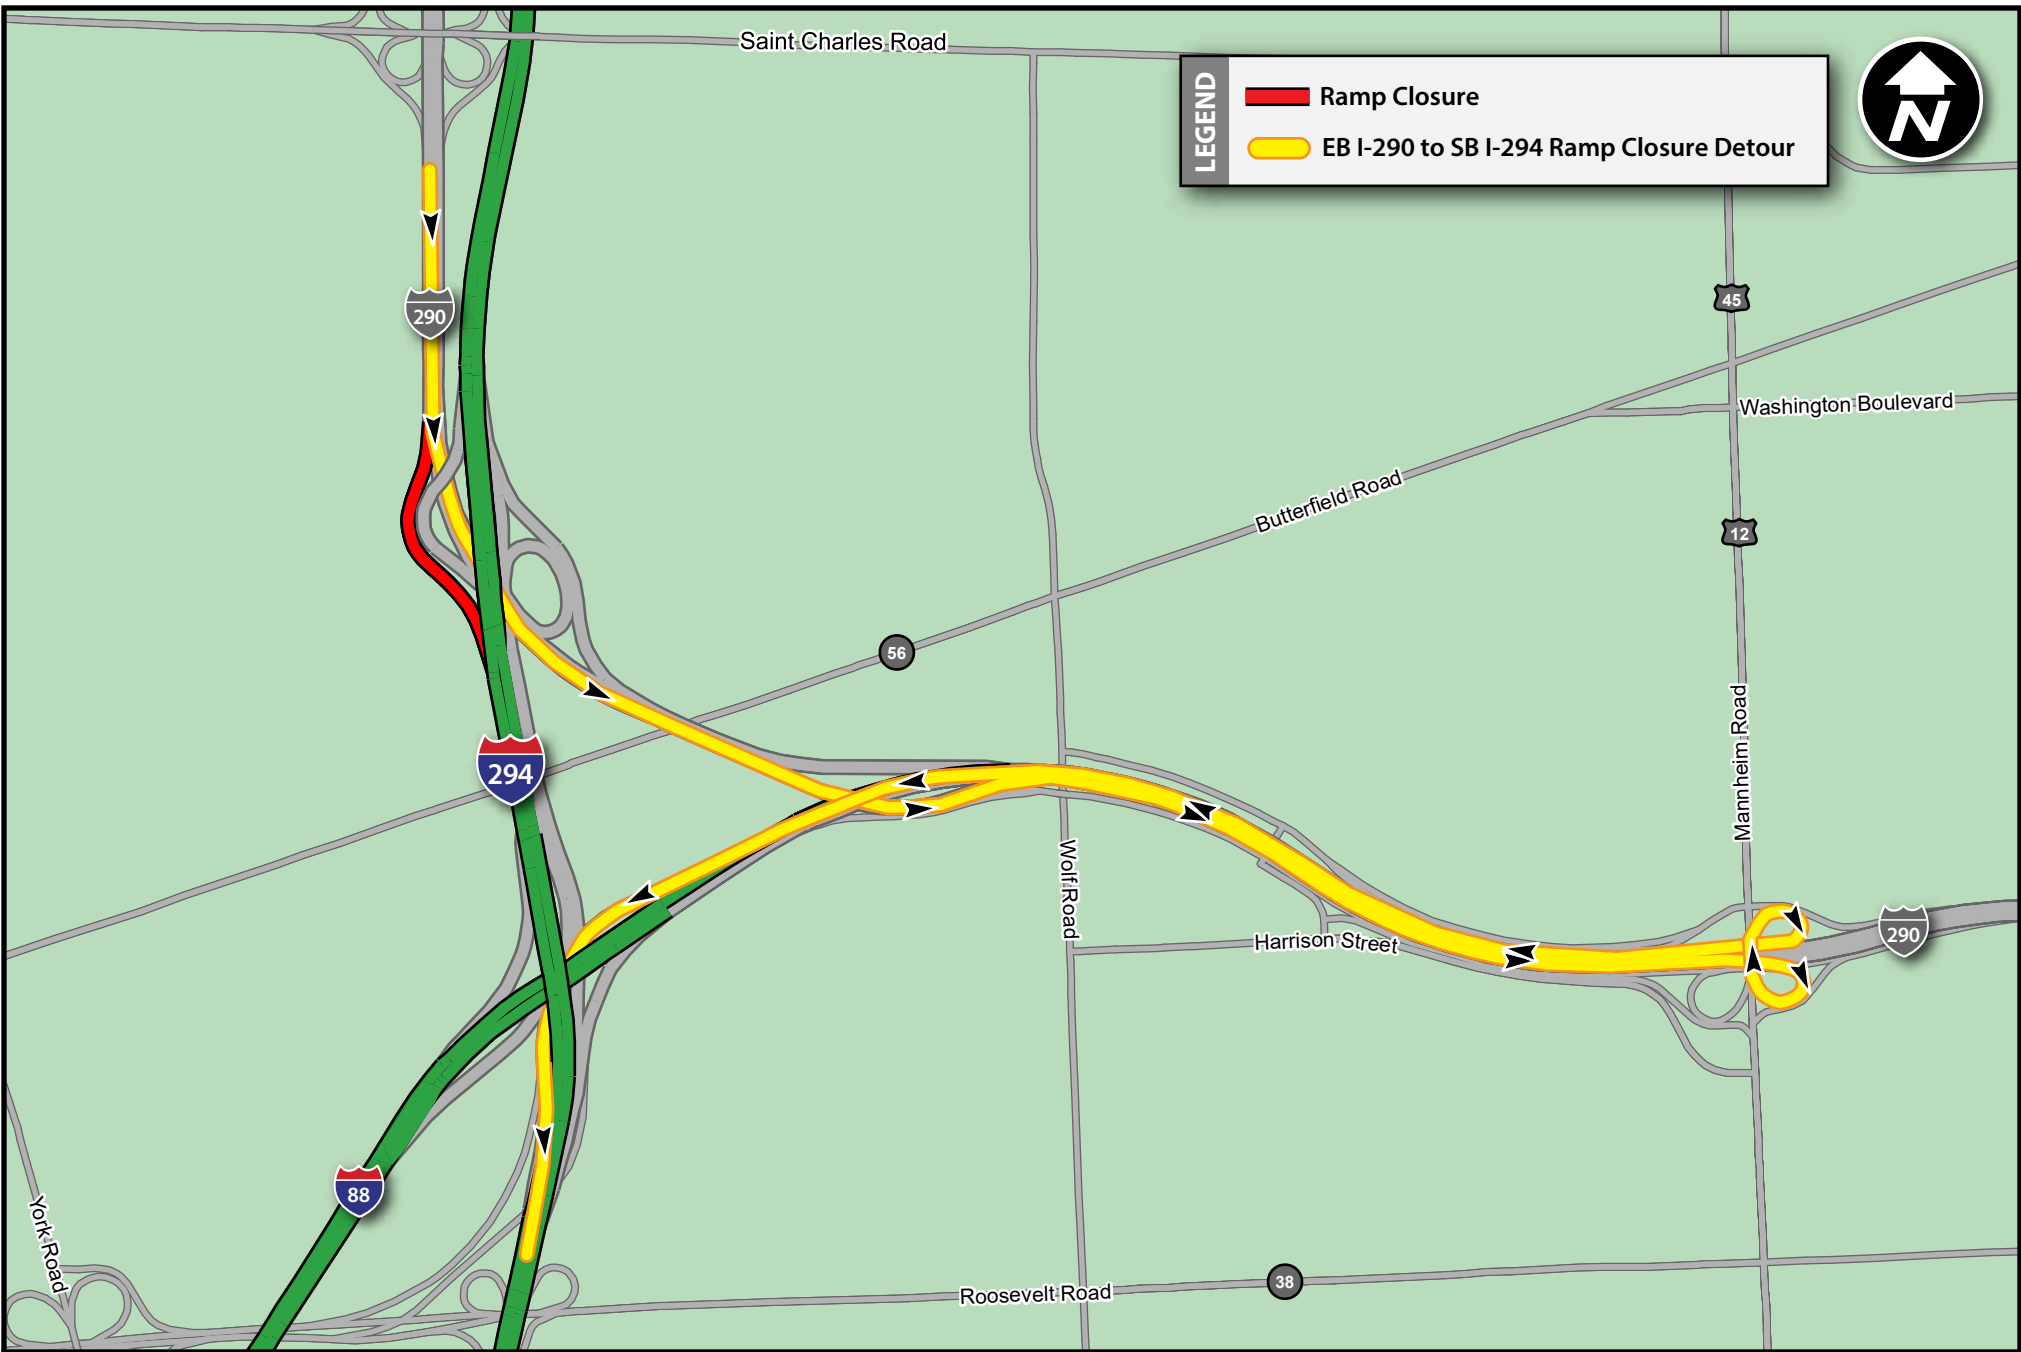 Saint Charles Road
LEGEND
Ramp Closure
EB I-290 to SB I-294 Ramp Closure Detour
N
290
45
Washington Boulevard
Butterfield Road
12
56
294
Mannheim Road
Wolf Road
Harrison Street
290
88
York Road
Roosevelt Road
38